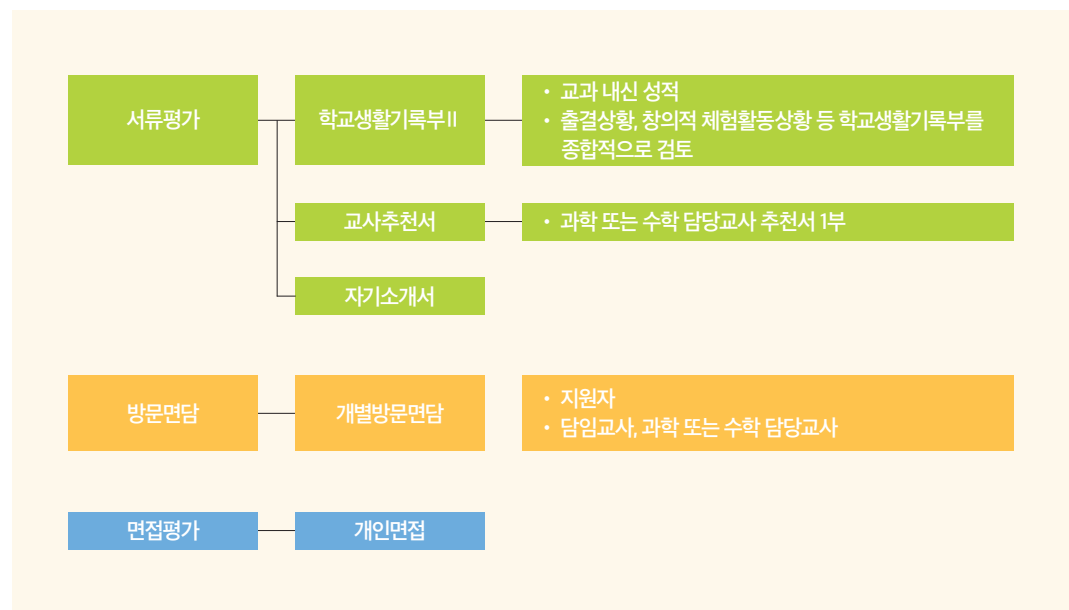 서류평가
학교생활기록부Ⅱ
• 교과 내신 성적
• 출결상황, 창의적 체험활동상황 등 학교생활기록부를
종합적으로 검토
교사추천서
• 과학 또는 수학 담당교사 추천서 1부
자기소개서
방문면담
개별방문면담
• 지원자
• 담임교사, 과학 또는 수학 담당교사
면접평가
개인면접